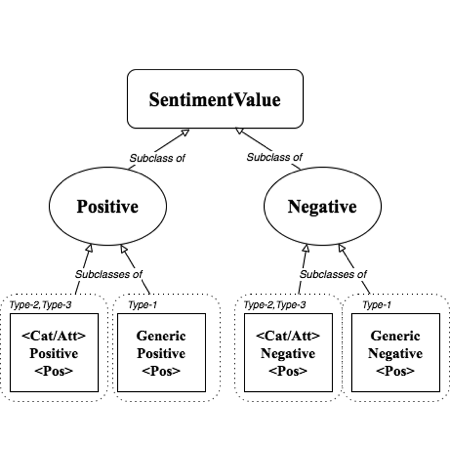 SentimentValue
Subclass of
Subclass of
Positive
Negative
Subclasses of
Subclasses of
Type-2,Type-3
<Cat/Att>
Positive
<Pos>
Type-1
Generic
Positive
<Pos>
Type-2,Type-3
<Cat/Att>
Negative
<Pos>
Type-1
Generic
Negative
<Pos>